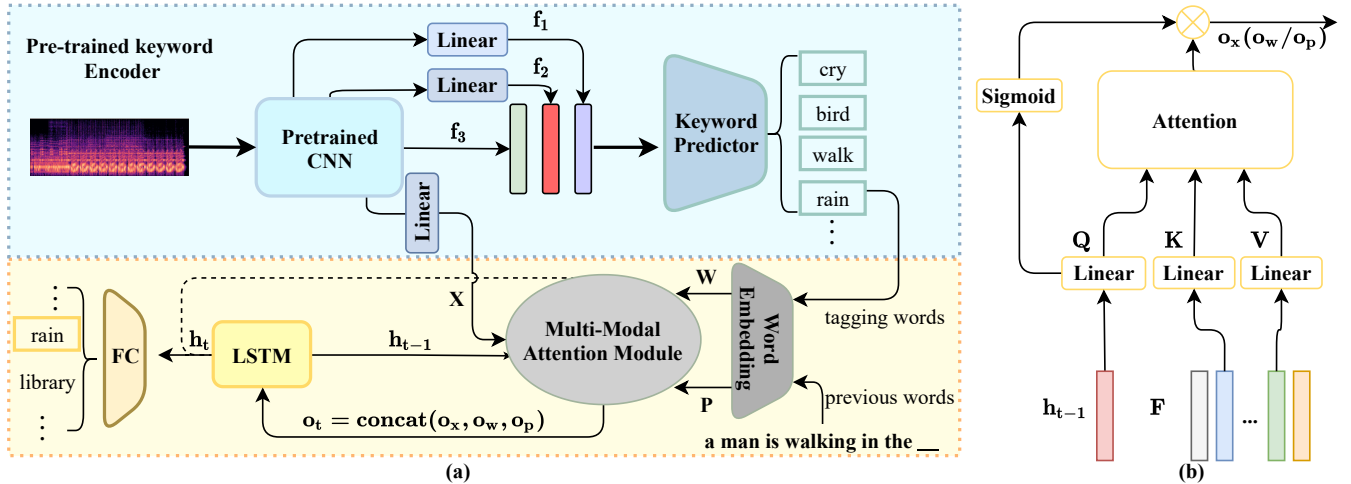 Pre-trained keyword
Encoder
Linear
f₁
Linear
f₂
Pretrained
CNN
f₃
Linear
Keyword
Predictor
cry
bird
walk
rain
⋮
⋮
rain
library
⋮
FC
hₜ
LSTM
hₜ₋₁
X
Multi-Modal
Attention Module
W
P
Word
Embedding
tagging words
previous words
oₜ = concat(oₓ, o_w, oₚ)
a man is walking in the __
(a)
oₓ(o_w/oₚ)
Sigmoid
Attention
Q
K
V
Linear
Linear
Linear
hₜ₋₁
F
...
(b)